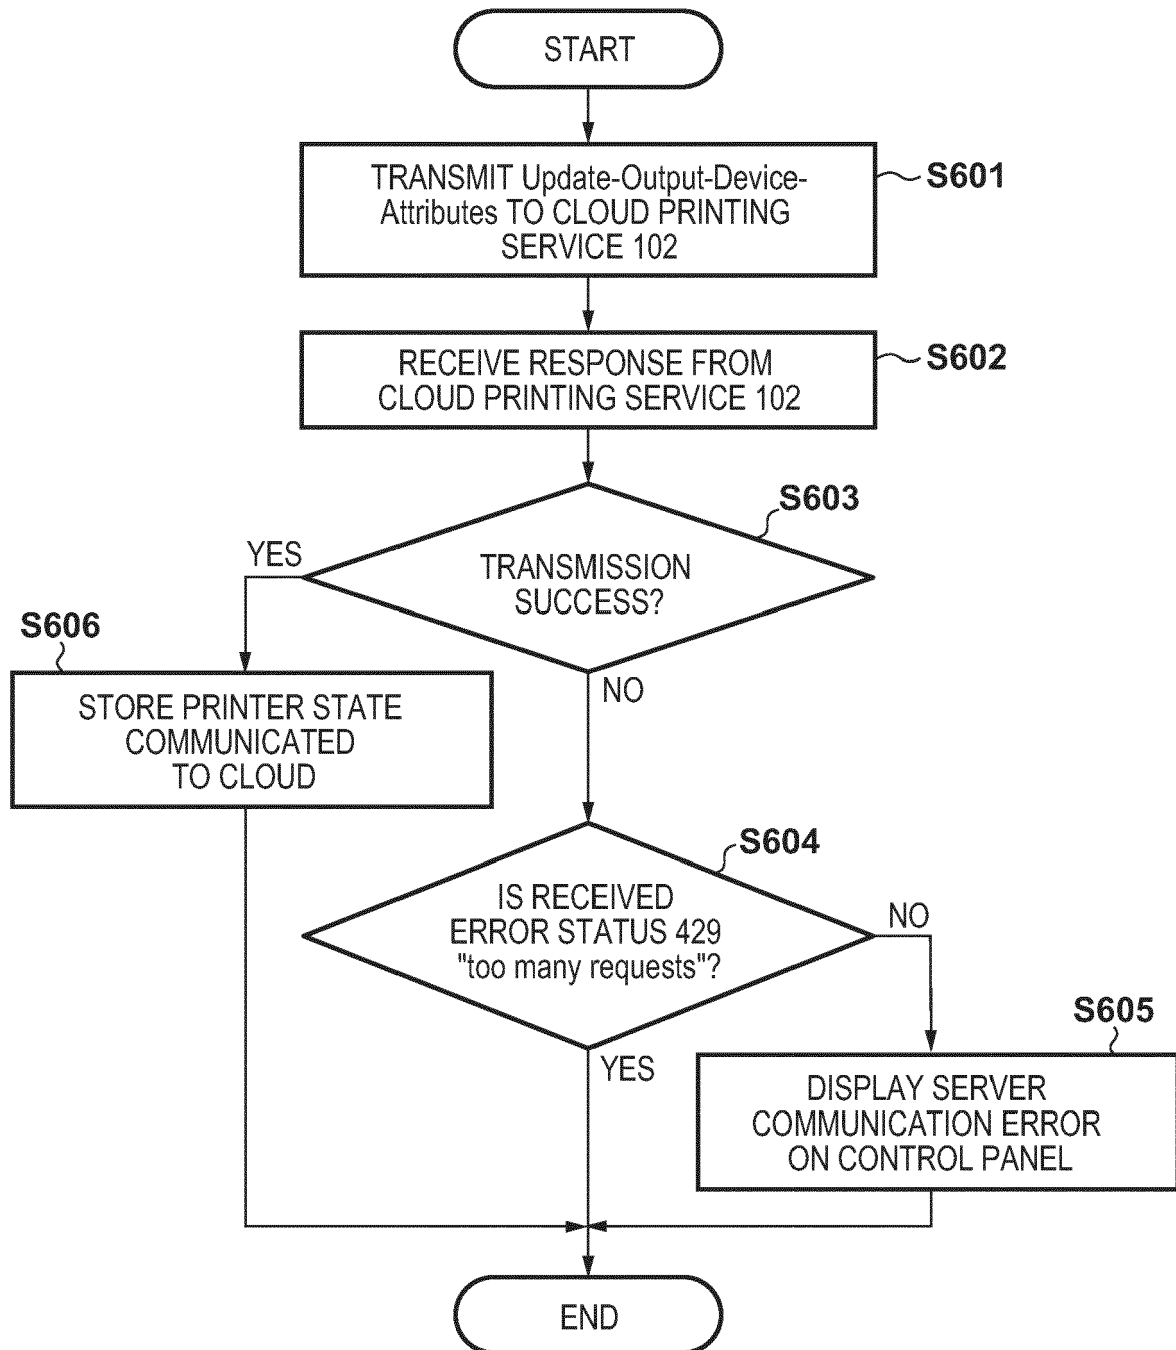 START
TRANSMIT Update-Output-Device-
Attributes TO CLOUD PRINTING
SERVICE 102
S601
RECEIVE RESPONSE FROM
CLOUD PRINTING SERVICE 102
S602
S603
TRANSMISSION
SUCCESS?
YES
NO
S606
STORE PRINTER STATE
COMMUNICATED
TO CLOUD
S604
IS RECEIVED
ERROR STATUS 429
"too many requests"?
NO
YES
S605
DISPLAY SERVER
COMMUNICATION ERROR
ON CONTROL PANEL
END